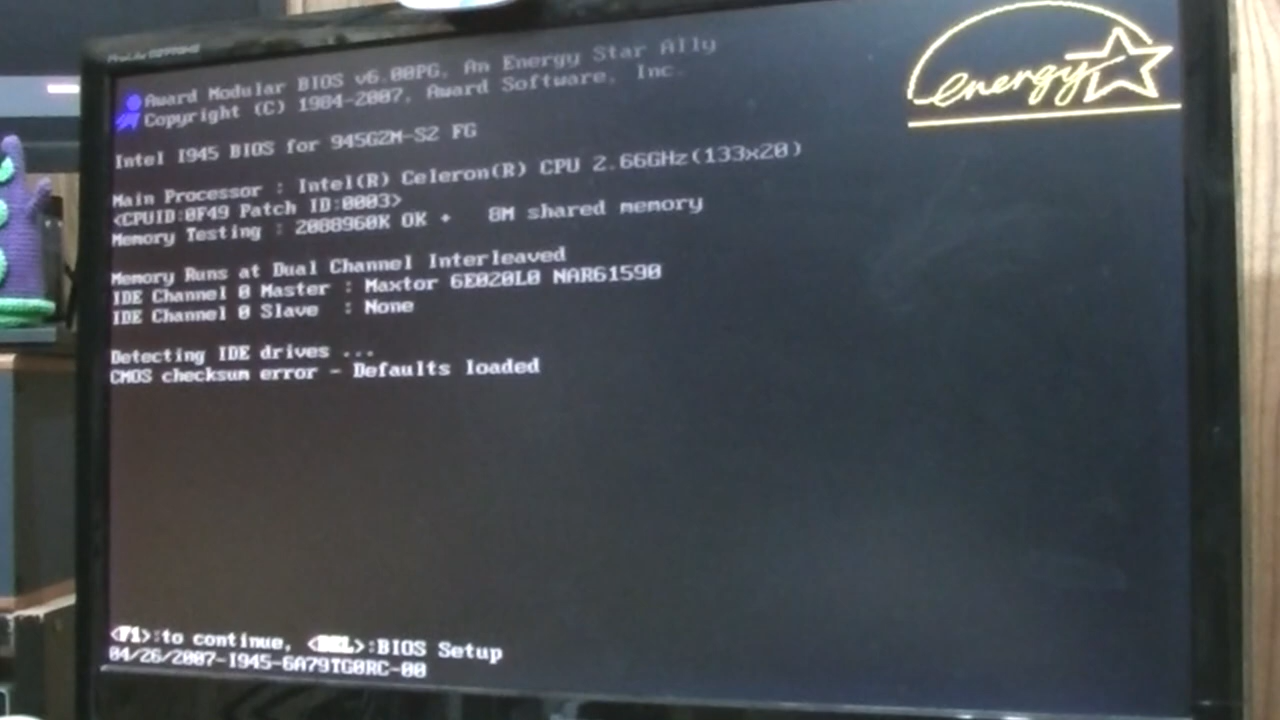 Award Modular BIOS v6.00PG, An Energy Star Ally
Copyright (C) 1984-2007, Award Software, Inc.
energy
Intel I945 BIOS for 945G2M-S2 FG
Main Processor : Intel(R) Celeron(R) CPU 2.66GHz(133x20)
<CPUID:0F49 Patch ID:0003>
Memory Testing : 2088960K OK + 8M shared memory
Memory Runs at Dual Channel Interleaved
IDE Channel 0 Master : Maxtor 6E020L0 NAR61590
IDE Channel 0 Slave : None
Detecting IDE drives ...
CMOS checksum error - Defaults loaded
<F1>:to continue, <DEL>:BIOS Setup
04/26/2007-I945-6A79TG0RC-00